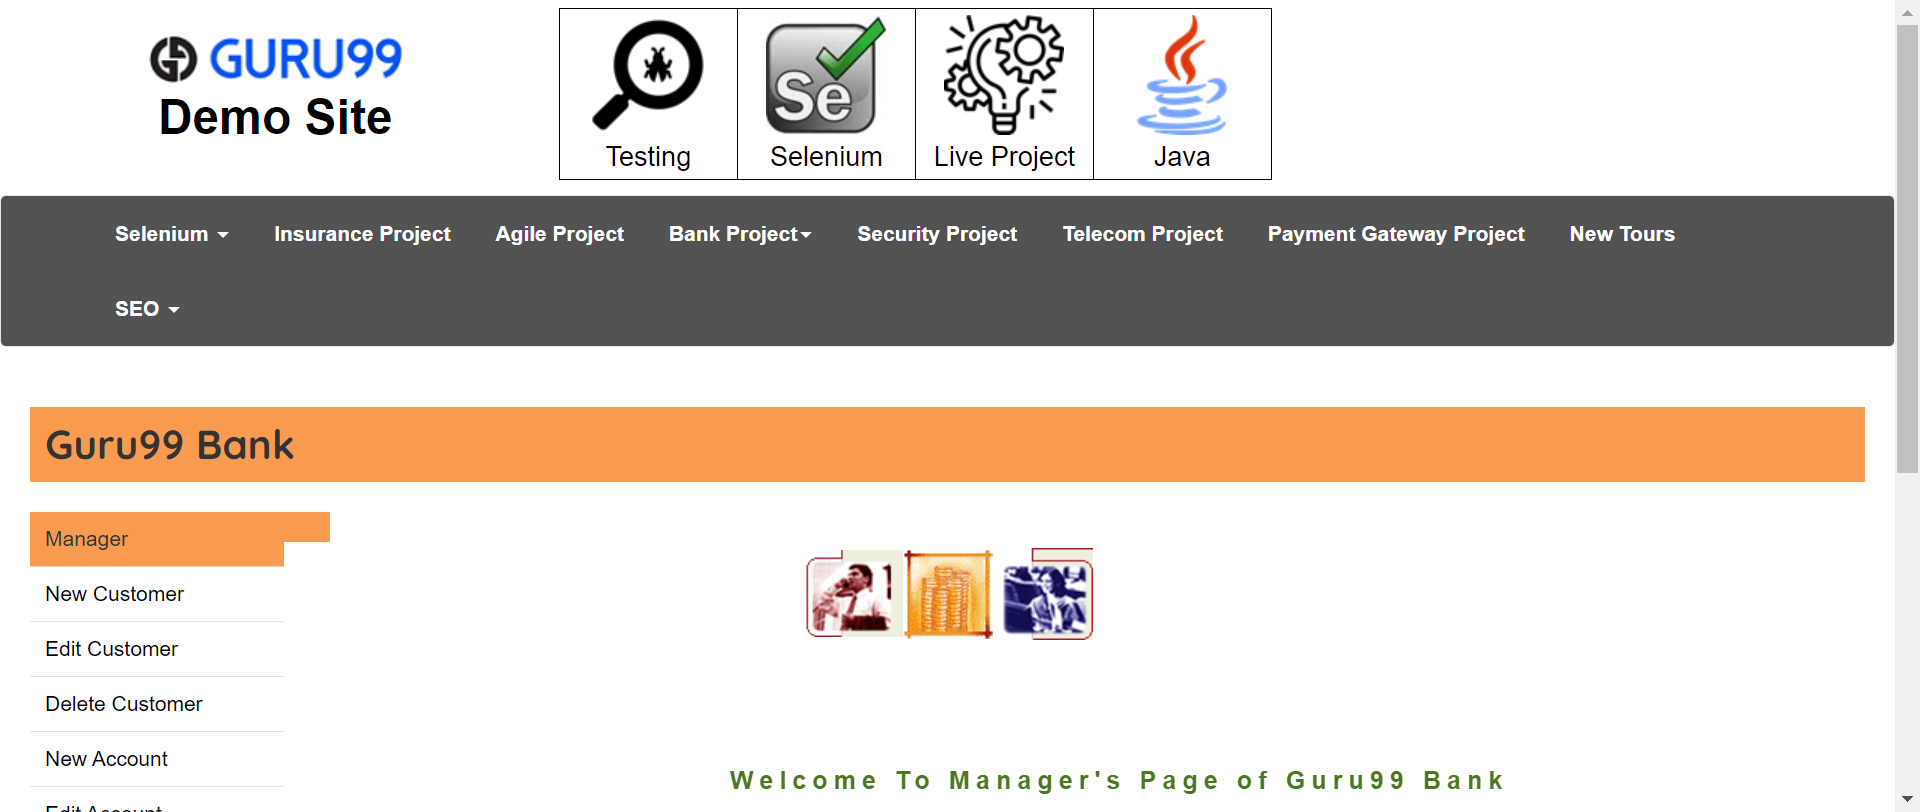 GURU99
Demo Site
Testing
Se
Selenium
Live Project
Java
Selenium
Insurance Project
Agile Project
Bank Project
Security Project
Telecom Project
Payment Gateway Project
New Tours
SEO
Guru99 Bank
Manager
New Customer
Edit Customer
Delete Customer
New Account
Edit Account
Welcome To Manager's Page of Guru99 Bank